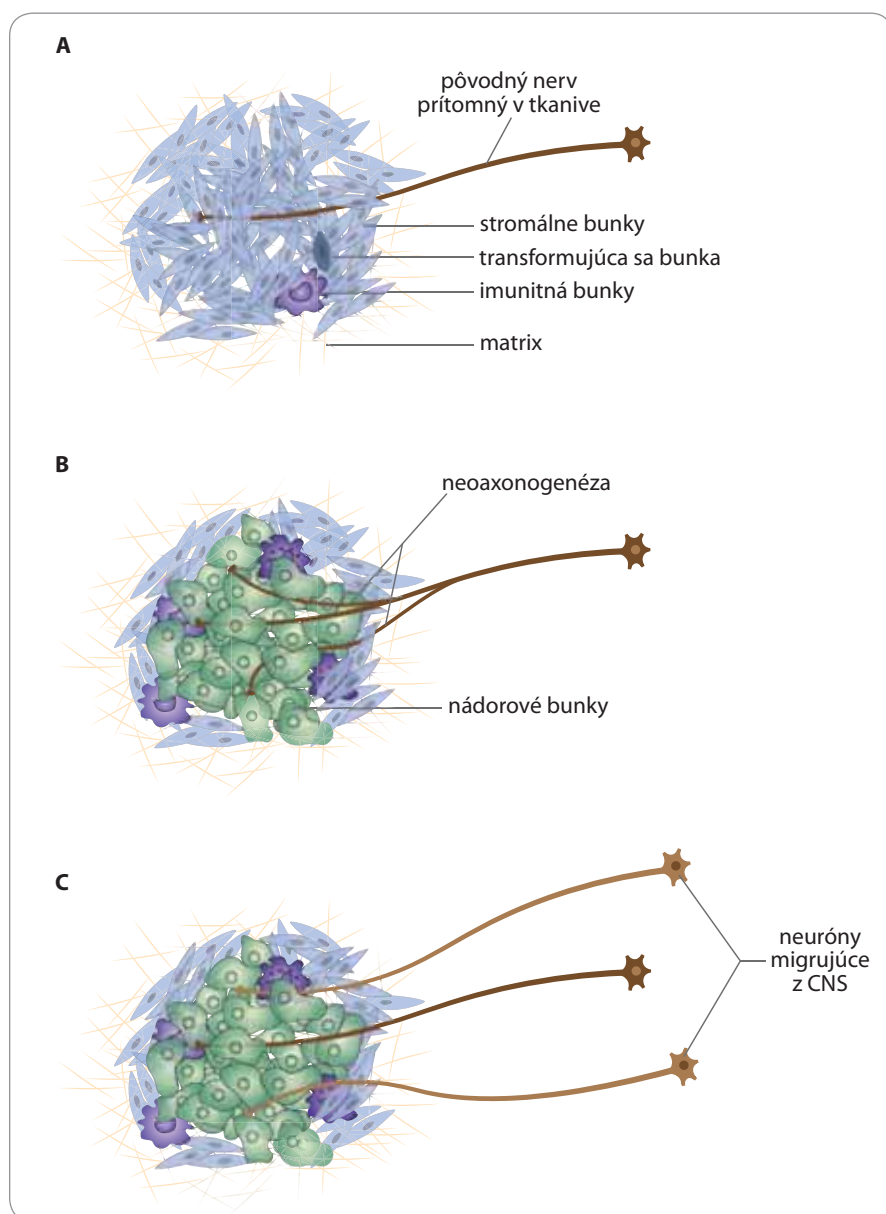 A
pôvodný nerv
prítomný v tkanive
stromálne bunky
transformujúca sa bunka
imunitná bunky
matrix
B
neoaxonogenéza
nádorové bunky
C
neuróny
migrujúce
z CNS